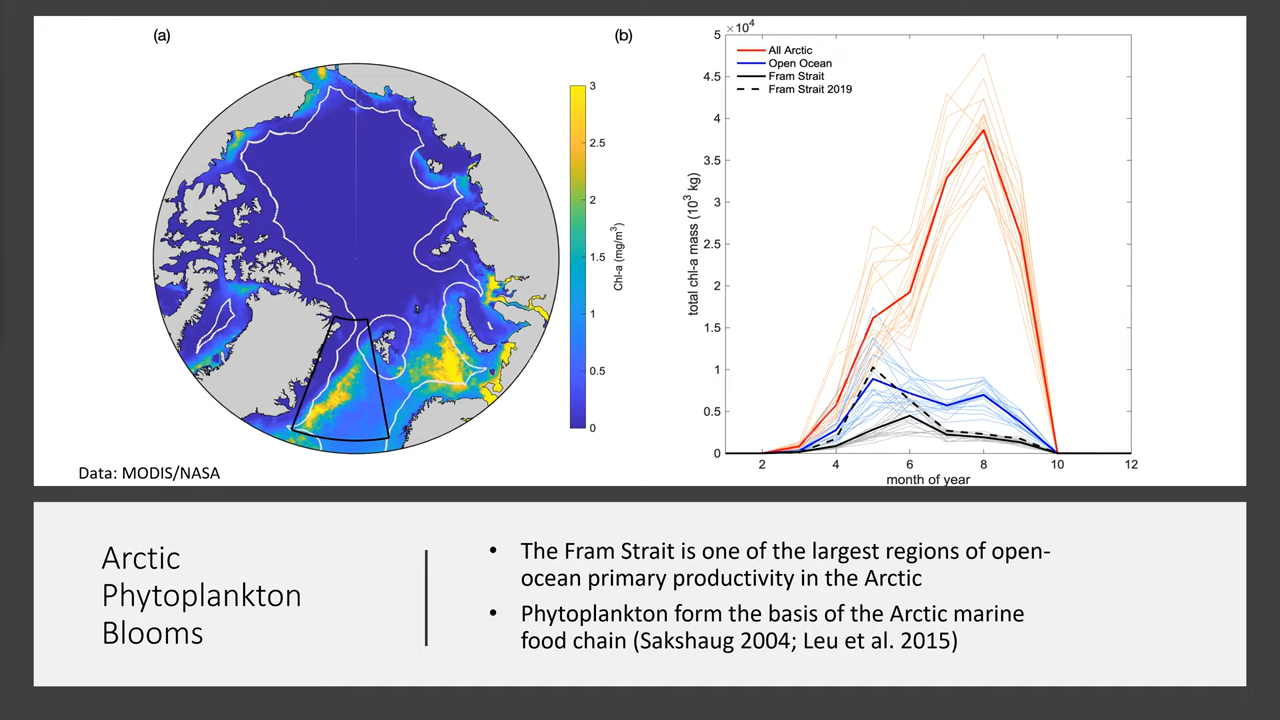 (a)
(b)
3
2.5
2
1.5
1
0.5
0
Chl-a (mg/m³)
Data: MODIS/NASA
×10⁴
5
4.5
4
3.5
3
2.5
2
1.5
1
0.5
0
total chl-a mass (10³ kg)
All Arctic
Open Ocean
Fram Strait
Fram Strait 2019
2 4 6 8 10 12
month of year
Arctic
Phytoplankton
Blooms
• The Fram Strait is one of the largest regions of open-
ocean primary productivity in the Arctic
• Phytoplankton form the basis of the Arctic marine
food chain (Sakshaug 2004; Leu et al. 2015)